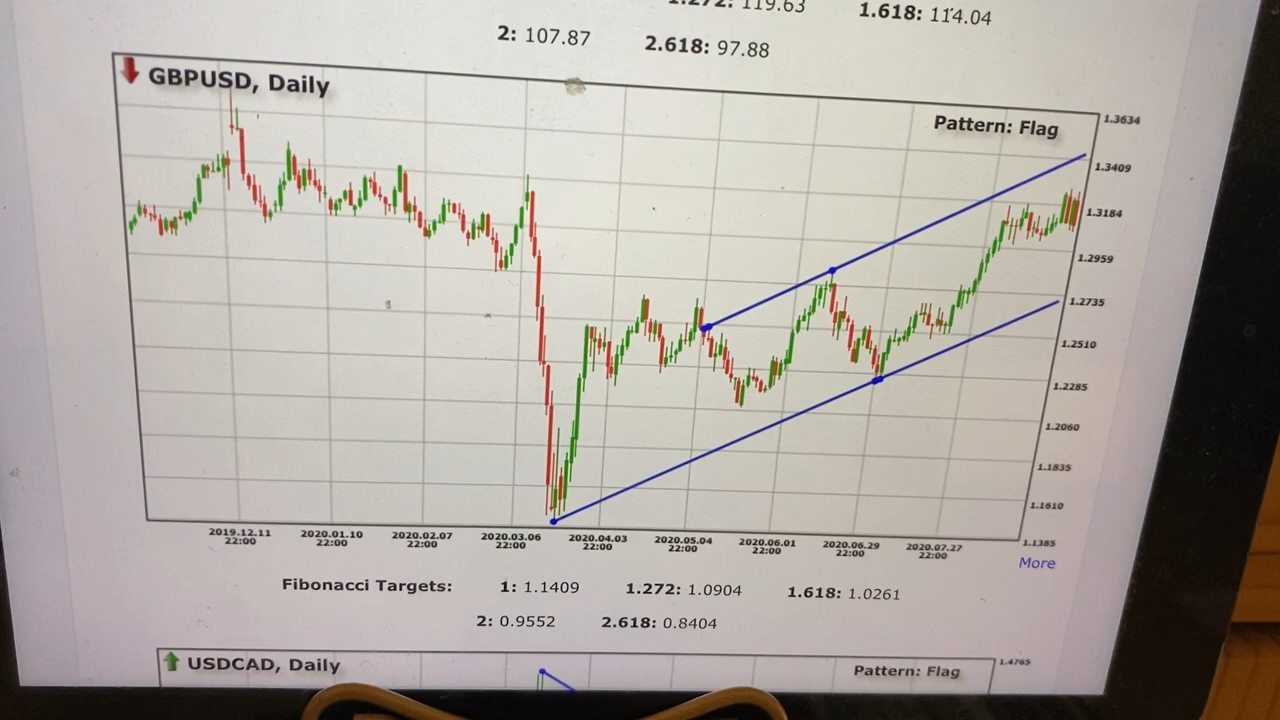 1.272: 119.63 1.618: 114.04
2: 107.87 2.618: 97.88
GBPUSD, Daily
Pattern: Flag
1.3634
1.3409
1.3184
1.2959
1.2735
1.2510
1.2285
1.2060
1.1835
1.1610
1.1385
2019.12.11 2020.01.10 2020.02.07 2020.03.06 2020.04.03 2020.05.04 2020.06.01 2020.06.29 2020.07.27
22:00 22:00 22:00 22:00 22:00 22:00 22:00 22:00 22:00
More
Fibonacci Targets: 1: 1.1409 1.272: 1.0904 1.618: 1.0261
2: 0.9552 2.618: 0.8404
USDCAD, Daily
Pattern: Flag
1.4765